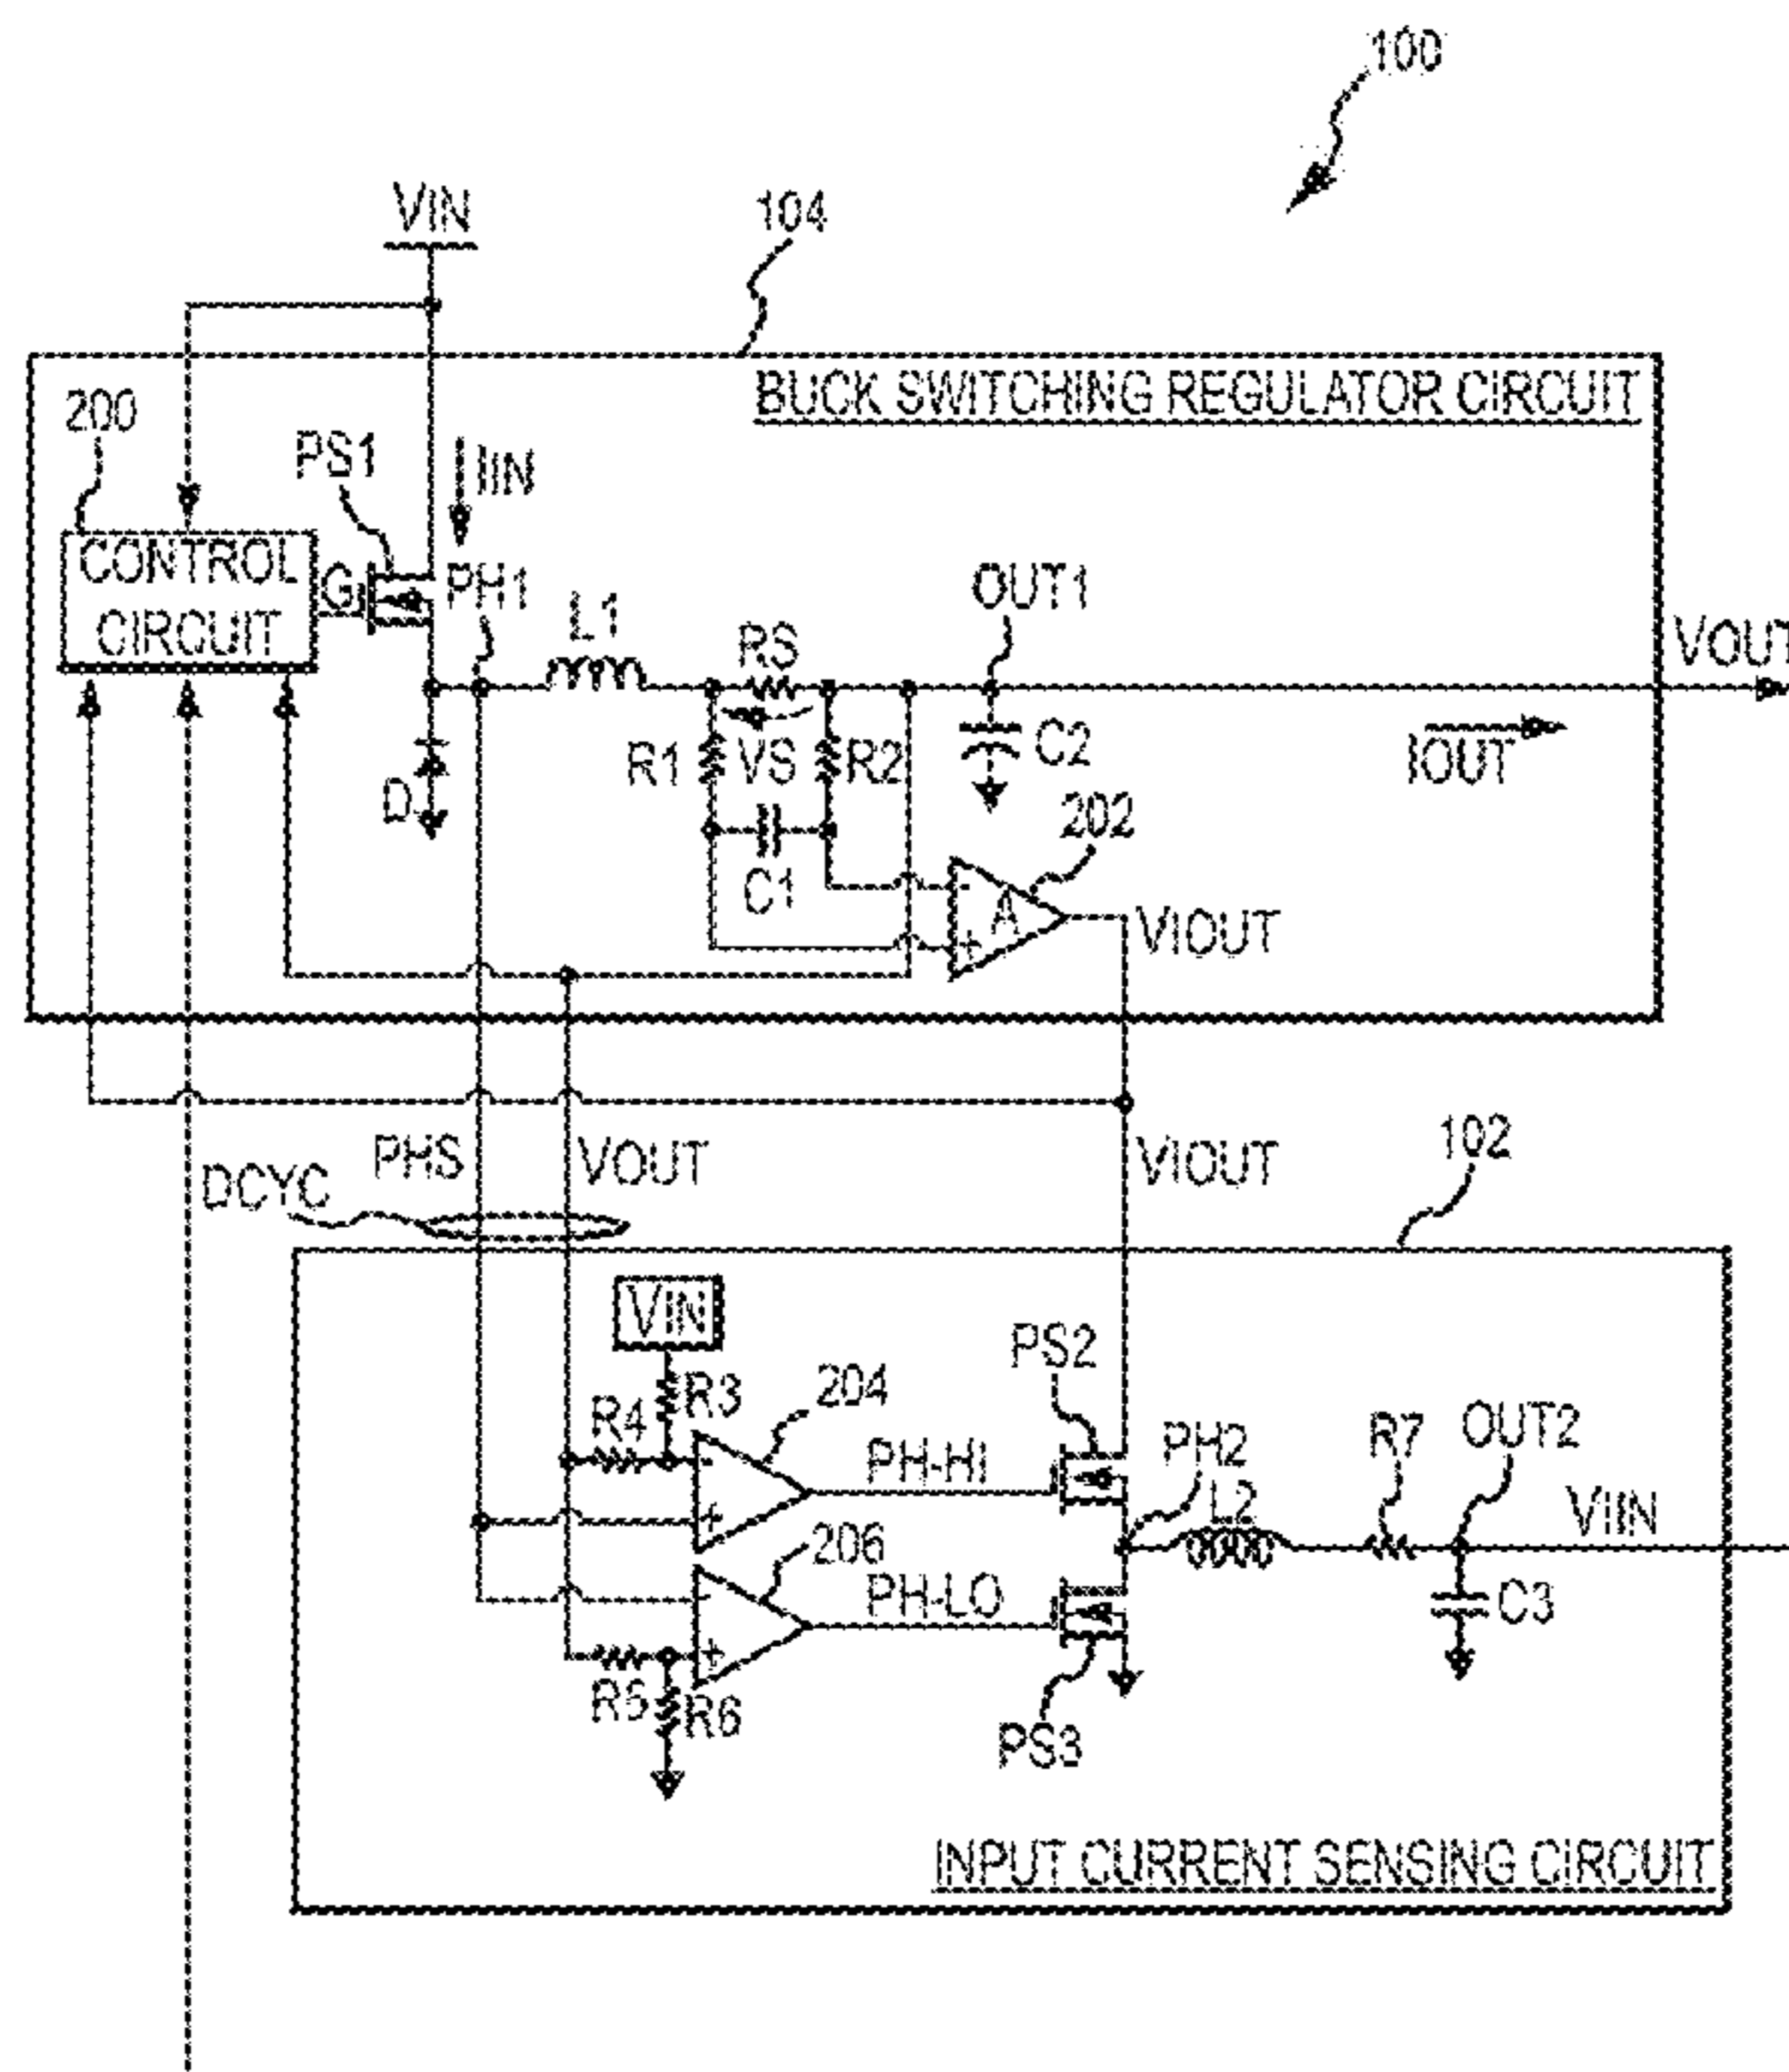 100
VIN
104
BUCK SWITCHING REGULATOR CIRCUIT
200
PS1
IIN
CONTROL
CIRCUIT
G
PH1
L1
RS
OUT1
VOUT
R1
VS
R2
C2
IOUT
D
C1
-
A
+
202
VIOUT
PHS
VOUT
VIOUT
DCYC
102
VIN
R3
R4
204
-
+
PH-HI
PS2
PH2
L2
R7
OUT2
VIIN
206
-
+
PH-LO
C3
R5
R6
PS3
INPUT CURRENT SENSING CIRCUIT